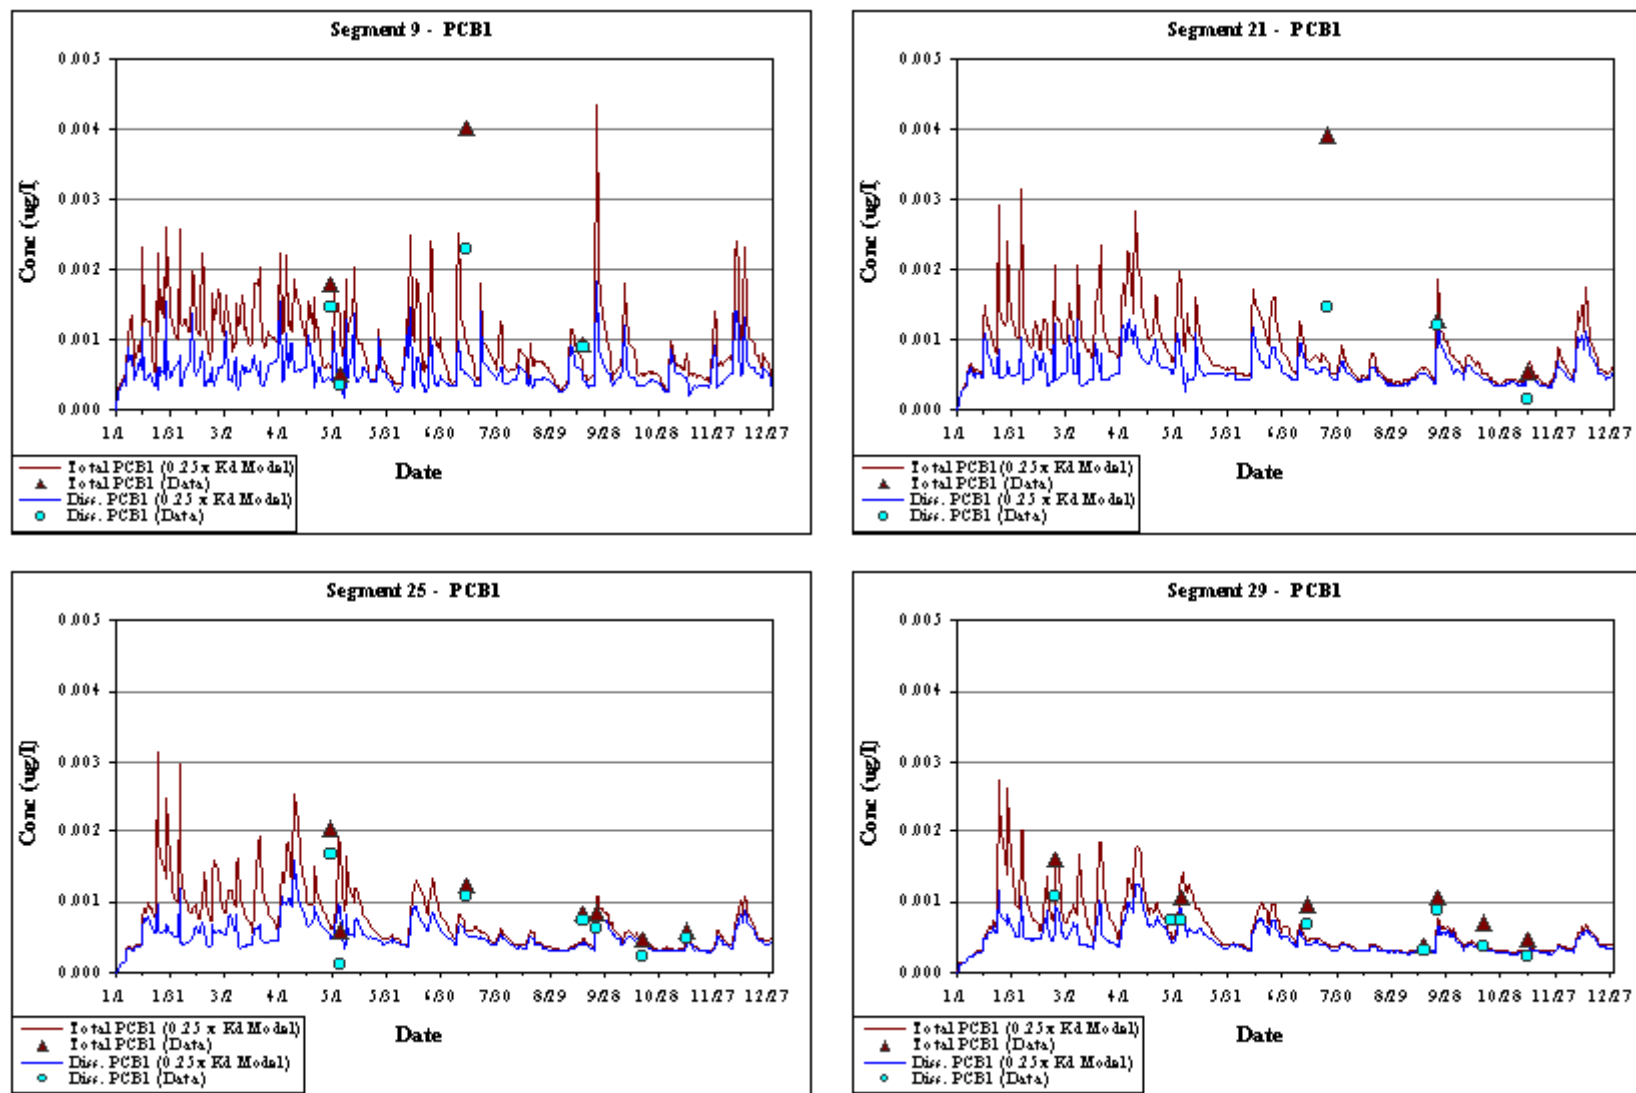 Segment 9 - PCB1
0.005
0.004
0.003
0.002
0.001
0.000
Conc (ug/L)
1/1 1/31 3/2 4/1 5/1 5/31 6/30 7/30 8/29 9/28 10/28 11/27 12/27
Date
Total PCB1 (0.25 x Kd Model)
Total PCB1 (Data)
Diss. PCB1 (0.25 x Kd Model)
Diss. PCB1 (Data)
Segment 21 - PCB1
0.005
0.004
0.003
0.002
0.001
0.000
Conc (ug/L)
1/1 1/31 3/2 4/1 5/1 5/31 6/30 7/30 8/29 9/28 10/28 11/27 12/27
Date
Total PCB1 (0.25 x Kd Model)
Total PCB1 (Data)
Diss. PCB1 (0.25 x Kd Model)
Diss. PCB1 (Data)
Segment 25 - PCB1
0.005
0.004
0.003
0.002
0.001
0.000
Conc (ug/L)
1/1 1/31 3/2 4/1 5/1 5/31 6/30 7/30 8/29 9/28 10/28 11/27 12/27
Date
Total PCB1 (0.25 x Kd Model)
Total PCB1 (Data)
Diss. PCB1 (0.25 x Kd Model)
Diss. PCB1 (Data)
Segment 29 - PCB1
0.005
0.004
0.003
0.002
0.001
0.000
Conc (ug/L)
1/1 1/31 3/2 4/1 5/1 5/31 6/30 7/30 8/29 9/28 10/28 11/27 12/27
Date
Total PCB1 (0.25 x Kd Model)
Total PCB1 (Data)
Diss. PCB1 (0.25 x Kd Model)
Diss. PCB1 (Data)